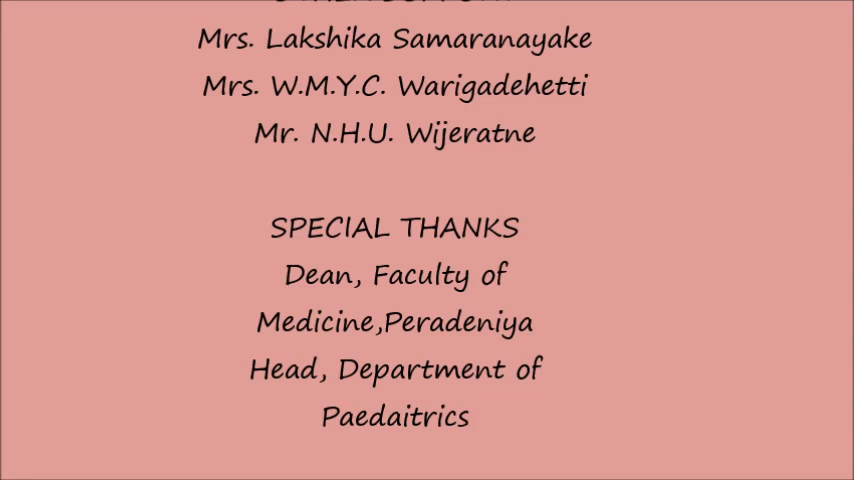 Mrs. Lakshika Samaranayake
Mrs. W.M.Y.C. Warigadehetti
Mr. N.H.U. Wijeratne
SPECIAL THANKS
Dean, Faculty of
Medicine,Peradeniya
Head, Department of
Paedaitrics